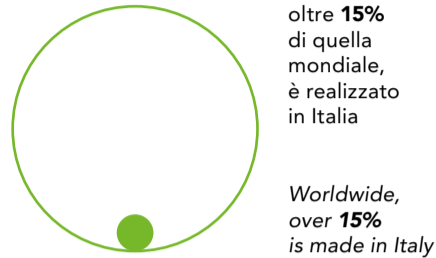 oltre 15%
di quella
mondiale,
è realizzato
in Italia
Worldwide,
over 15%
is made in Italy